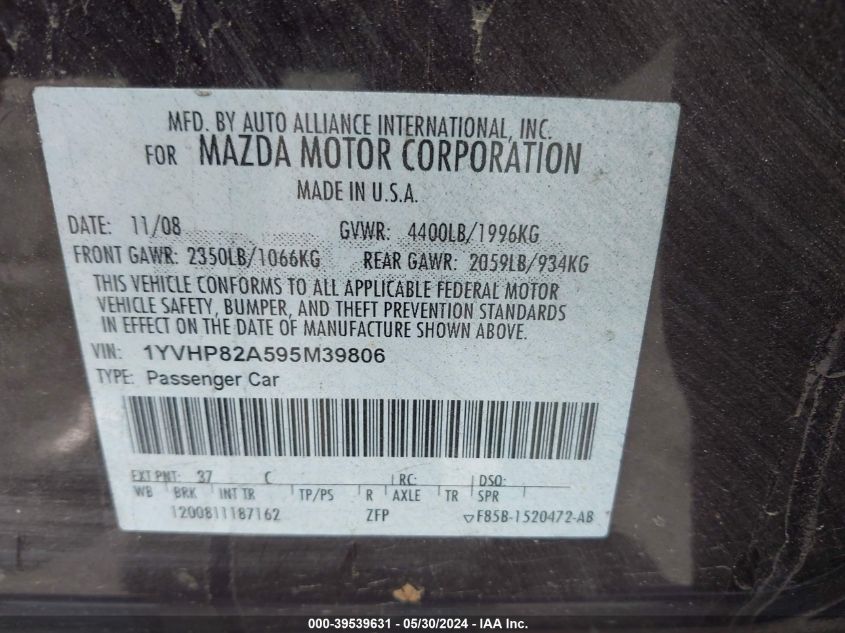 MFD. BY AUTO ALLIANCE INTERNATIONAL, INC.
FOR MAZDA MOTOR CORPORATION
MADE IN U.S.A.
DATE: 11/08 GVWR: 4400LB/1996KG
FRONT GAWR: 2350LB/1066KG REAR GAWR: 2059LB/934KG
THIS VEHICLE CONFORMS TO ALL APPLICABLE FEDERAL MOTOR
VEHICLE SAFETY, BUMPER, AND THEFT PREVENTION STANDARDS
IN EFFECT ON THE DATE OF MANUFACTURE SHOWN ABOVE.
VIN: 1YVHP82A595M39806
TYPE: Passenger Car
EXT PNT: 37 C RC: DSO:
WB BRK INT TR TP/PS R AXLE TR SPR
1200811187162 ZFP ▽F85B-1520472-AB
000-39539631 - 05/30/2024 - IAA Inc.